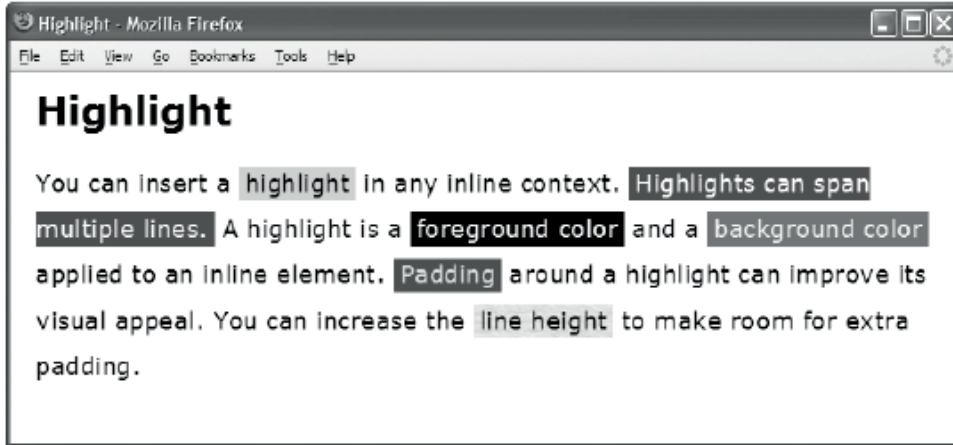 Highlight - Mozilla Firefox
File Edit View Go Bookmarks Tools Help
Highlight
You can insert a highlight in any inline context. Highlights can span
multiple lines. A highlight is a foreground color and a background color
applied to an inline element. Padding around a highlight can improve its
visual appeal. You can increase the line height to make room for extra
padding.